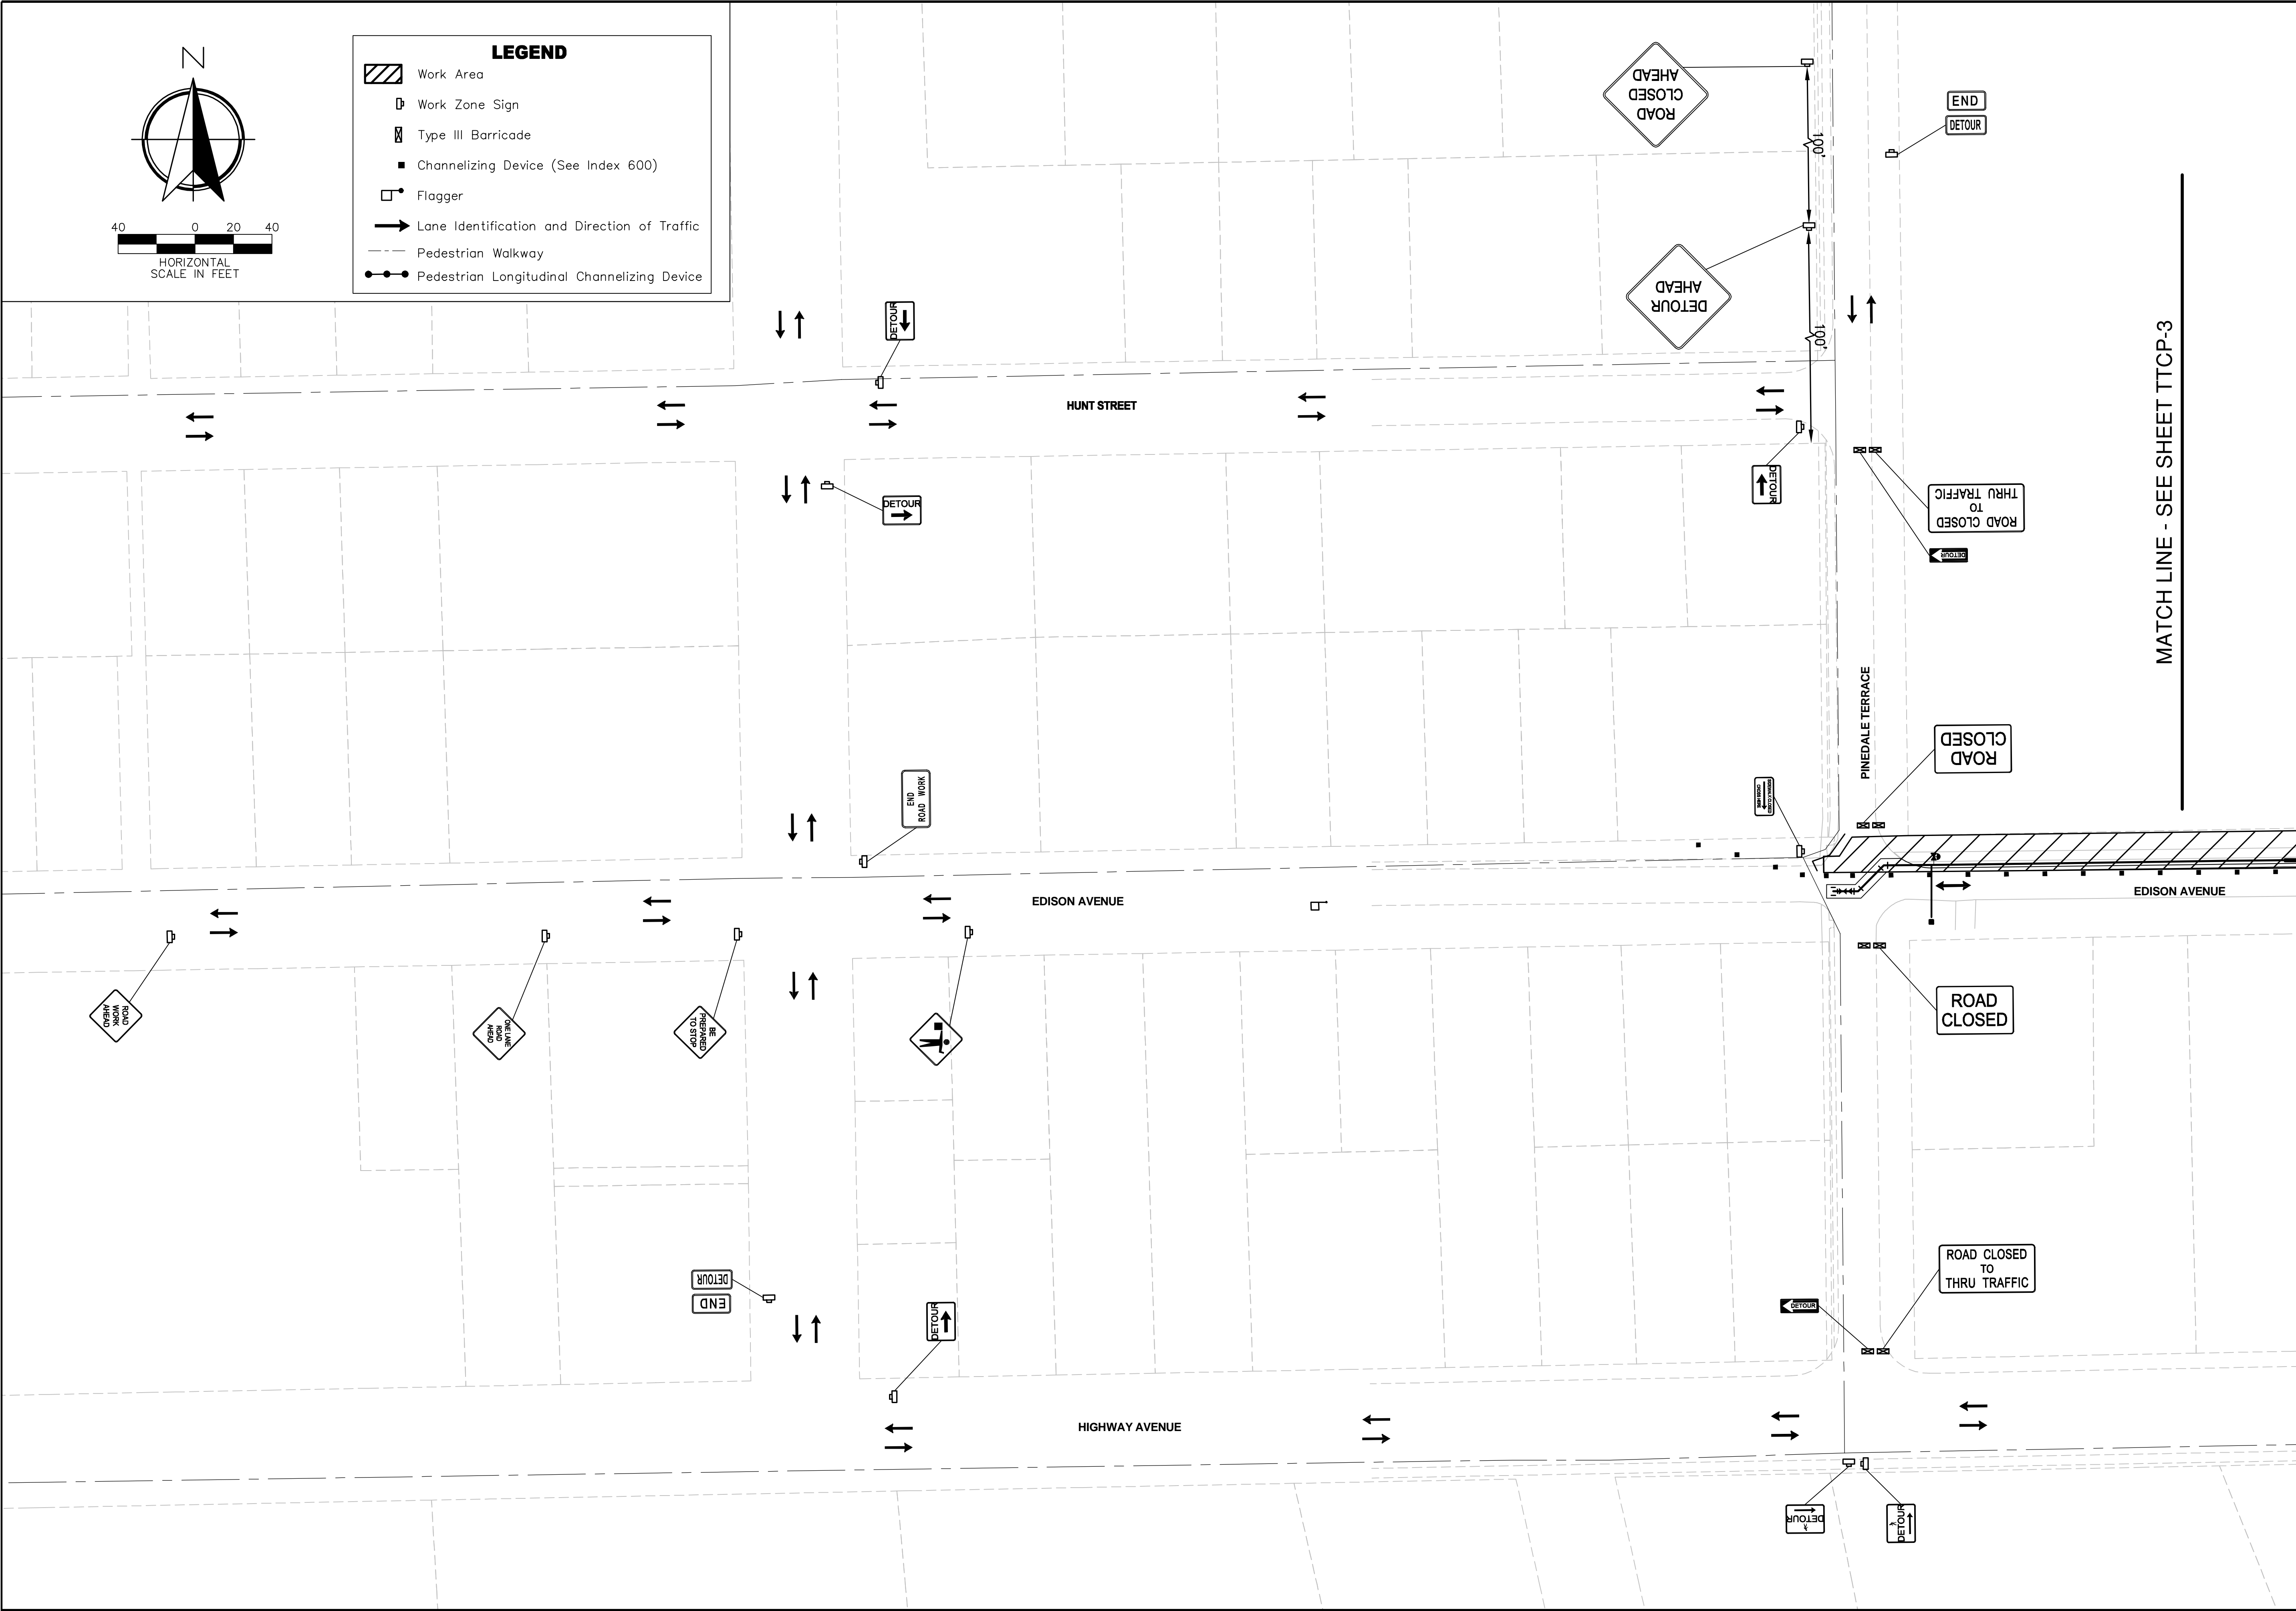 N
40 0 20 40
HORIZONTAL
SCALE IN FEET
LEGEND
Work Area
Work Zone Sign
Type III Barricade
Channelizing Device (See Index 600)
Flagger
Lane Identification and Direction of Traffic
Pedestrian Walkway
Pedestrian Longitudinal Channelizing Device
ROAD
CLOSED
AHEAD
100'
END
DETOUR
DETOUR
AHEAD
100'
DETOUR
HUNT STREET
DETOUR
DETOUR
ROAD CLOSED
TO
THRU TRAFFIC
DETOUR
MATCH LINE - SEE SHEET TTCP-3
PINEDALE TERRACE
ROAD
CLOSED
END
ROAD WORK
SIDEWALK CLOSED
CROSS HERE
EDISON AVENUE
EDISON AVENUE
ROAD
WORK
AHEAD
ONE LANE
ROAD
AHEAD
BE
PREPARED
TO STOP
ROAD
CLOSED
END
DETOUR
DETOUR
DETOUR
ROAD CLOSED
TO
THRU TRAFFIC
HIGHWAY AVENUE
DETOUR
DETOUR